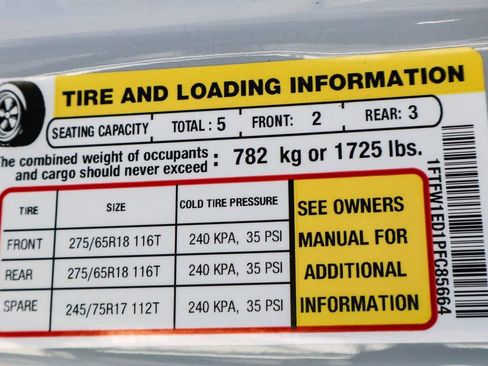 TIRE AND LOADING INFORMATION
SEATING CAPACITY TOTAL : 5 FRONT: 2 REAR: 3
The combined weight of occupants and cargo should never exceed : 782 kg or 1725 lbs.
TIRE SIZE COLD TIRE PRESSURE
FRONT 275/65R18 116T 240 KPA, 35 PSI
REAR 275/65R18 116T 240 KPA, 35 PSI
SPARE 245/75R17 112T 240 KPA, 35 PSI
SEE OWNERS
MANUAL FOR
ADDITIONAL
INFORMATION
1FTFW1ED1PFC85664